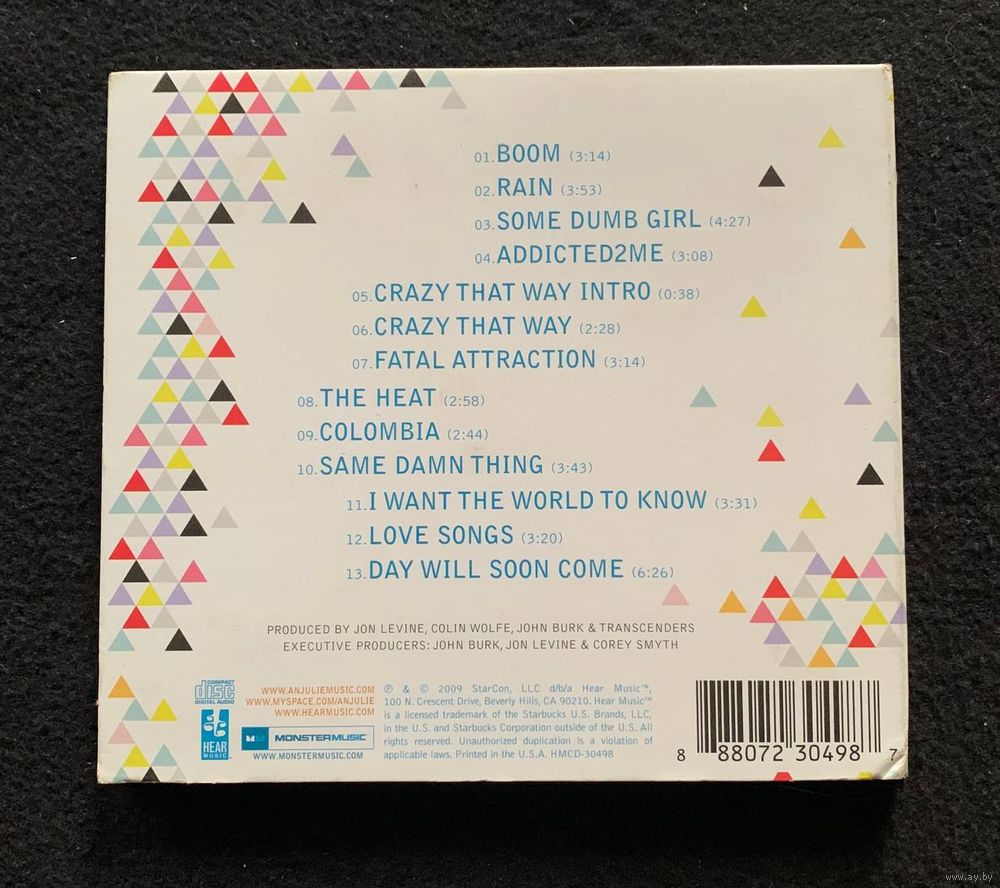 01.BOOM (3:14)
02.RAIN (3:53)
03.SOME DUMB GIRL (4:27)
04.ADDICTED2ME (3:08)
05.CRAZY THAT WAY INTRO (0:38)
06.CRAZY THAT WAY (2:28)
07.FATAL ATTRACTION (3:14)
08.THE HEAT (2:58)
09.COLOMBIA (2:44)
10.SAME DAMN THING (3:43)
11.I WANT THE WORLD TO KNOW (3:31)
12.LOVE SONGS (3:20)
13.DAY WILL SOON COME (6:26)
PRODUCED BY JON LEVINE, COLIN WOLFE, JOHN BURK & TRANSCENDERS
EXECUTIVE PRODUCERS: JOHN BURK, JON LEVINE & COREY SMYTH
COMPACT
disc
DIGITAL AUDIO
WWW.ANJULIEMUSIC.COM
WWW.MYSPACE.COM/ANJULIE
WWW.HEARMUSIC.COM
HEAR
MUSIC
MONSTERMUSIC
WWW.MONSTERMUSIC.COM
℗ & © 2009 StarCon, LLC d/b/a Hear Music™,
100 N. Crescent Drive, Beverly Hills, CA 90210. Hear Music™
is a licensed trademark of the Starbucks U.S. Brands, LLC,
in the U.S. and Starbucks Corporation outside of the U.S. All
rights reserved. Unauthorized duplication is a violation of
applicable laws. Printed in the U.S.A. HMCD-30498
8 88072 30498 7
www.ay.by